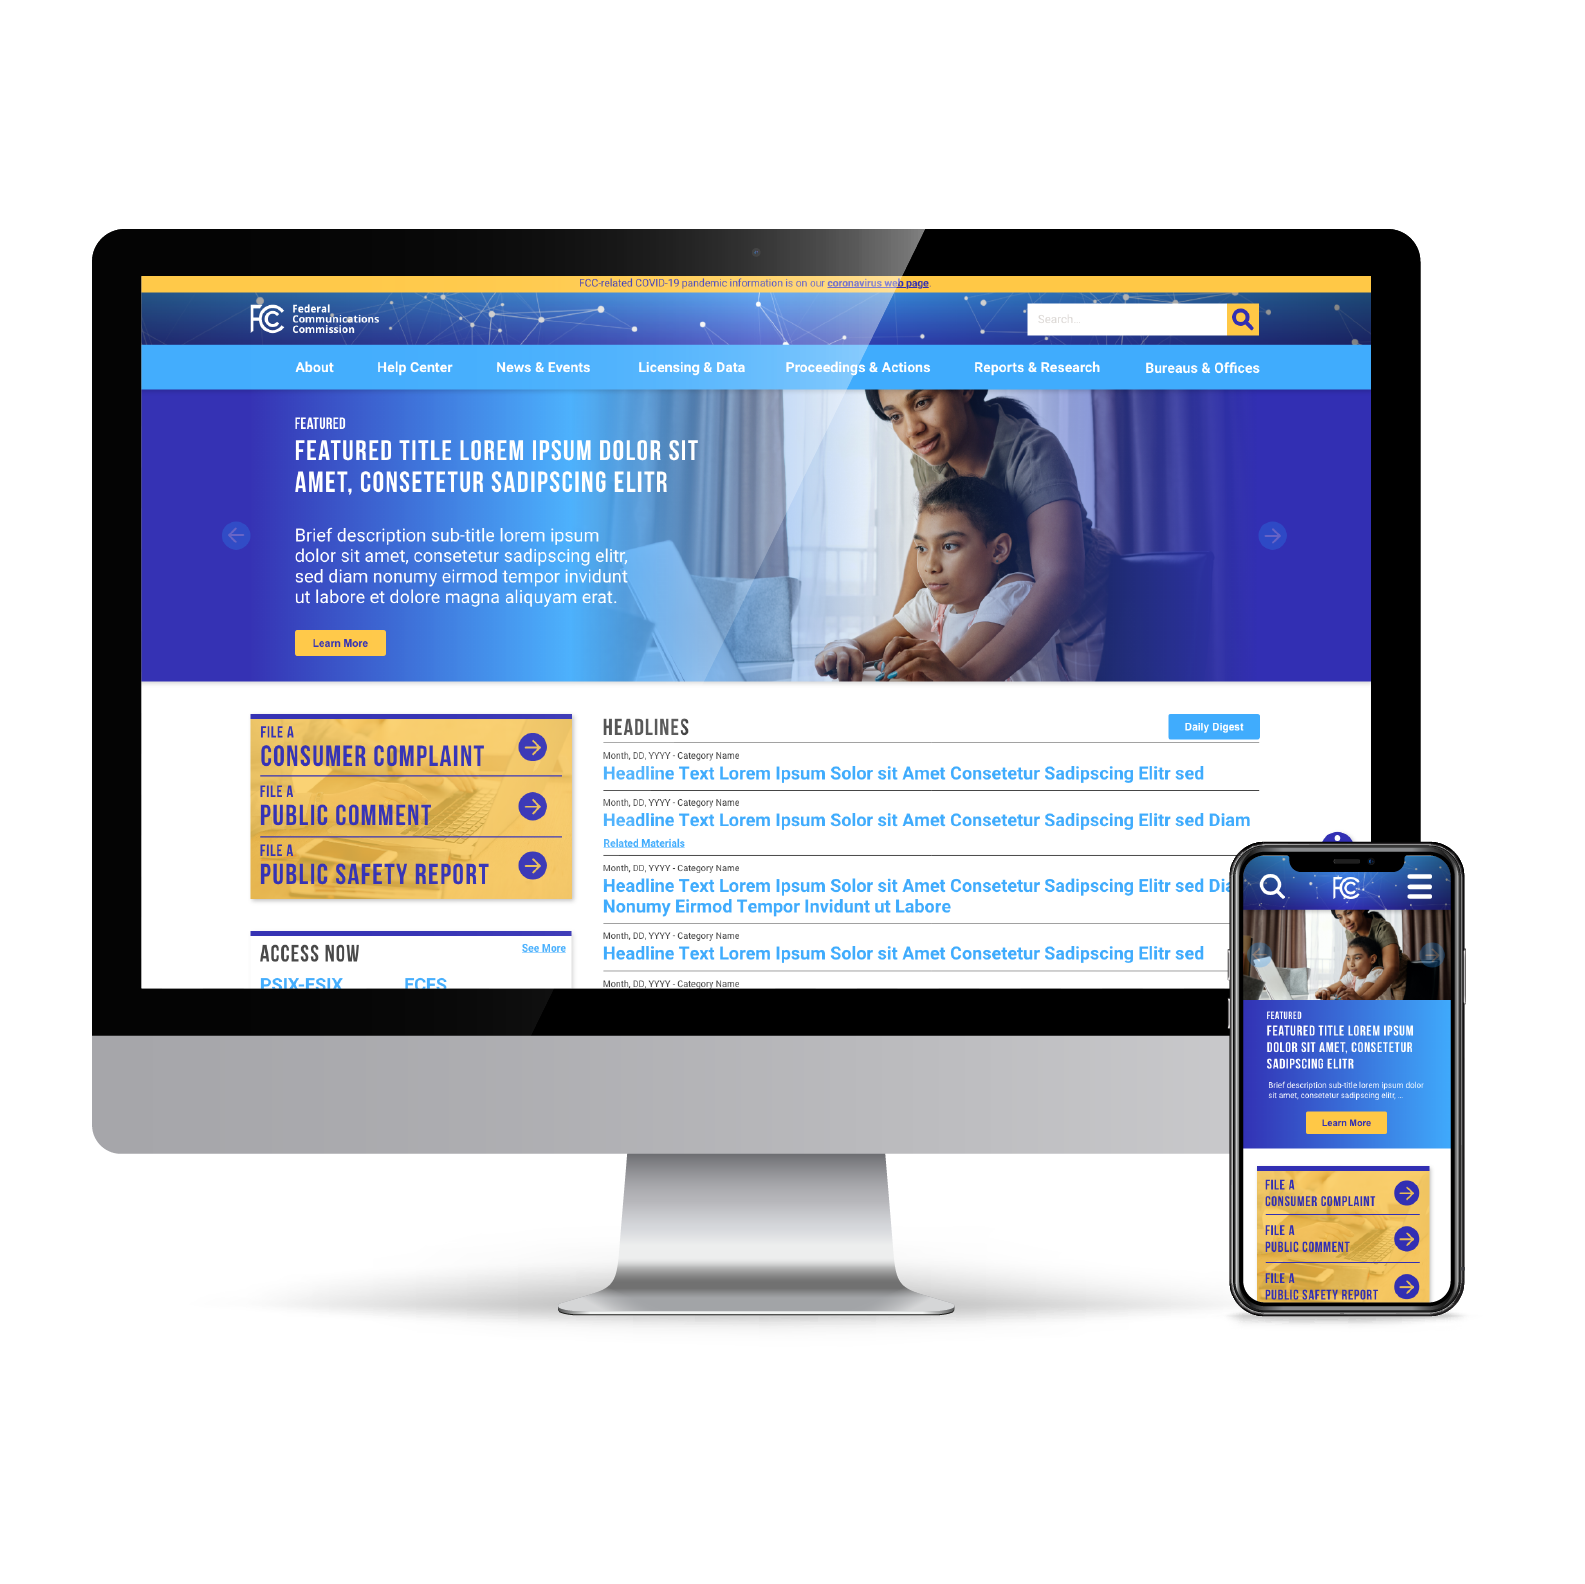 FCC-related COVID-19 pandemic information is on our coronavirus web page.
FCC Federal
Communications
Commission
Search...
About Help Center News & Events Licensing & Data Proceedings & Actions Reports & Research Bureaus & Offices
FEATURED
FEATURED TITLE LOREM IPSUM DOLOR SIT
AMET, CONSETETUR SADIPSCING ELITR
Brief description sub-title lorem ipsum
dolor sit amet, consetetur sadipscing elitr,
sed diam nonumy eirmod tempor invidunt
ut labore et dolore magna aliquyam erat.
Learn More
FILE A
CONSUMER COMPLAINT
FILE A
PUBLIC COMMENT
FILE A
PUBLIC SAFETY REPORT
ACCESS NOW
See More
PSIX-ESIX ECFS
HEADLINES
Daily Digest
Month, DD, YYYY - Category Name
Headline Text Lorem Ipsum Solor sit Amet Consetetur Sadipscing Elitr sed
Month, DD, YYYY - Category Name
Headline Text Lorem Ipsum Solor sit Amet Consetetur Sadipscing Elitr sed Diam
Related Materials
Month, DD, YYYY - Category Name
Headline Text Lorem Ipsum Solor sit Amet Consetetur Sadipscing Elitr sed Dia
Nonumy Eirmod Tempor Invidunt ut Labore
Month, DD, YYYY - Category Name
Headline Text Lorem Ipsum Solor sit Amet Consetetur Sadipscing Elitr sed
Month, DD, YYYY - Category Name
FCC
FEATURED
FEATURED TITLE LOREM IPSUM
DOLOR SIT AMET, CONSETETUR
SADIPSCING ELITR
Brief description sub-title lorem ipsum dolor
sit amet, consetetur sadipscing elitr, ...
Learn More
FILE A
CONSUMER COMPLAINT
FILE A
PUBLIC COMMENT
FILE A
PUBLIC SAFETY REPORT